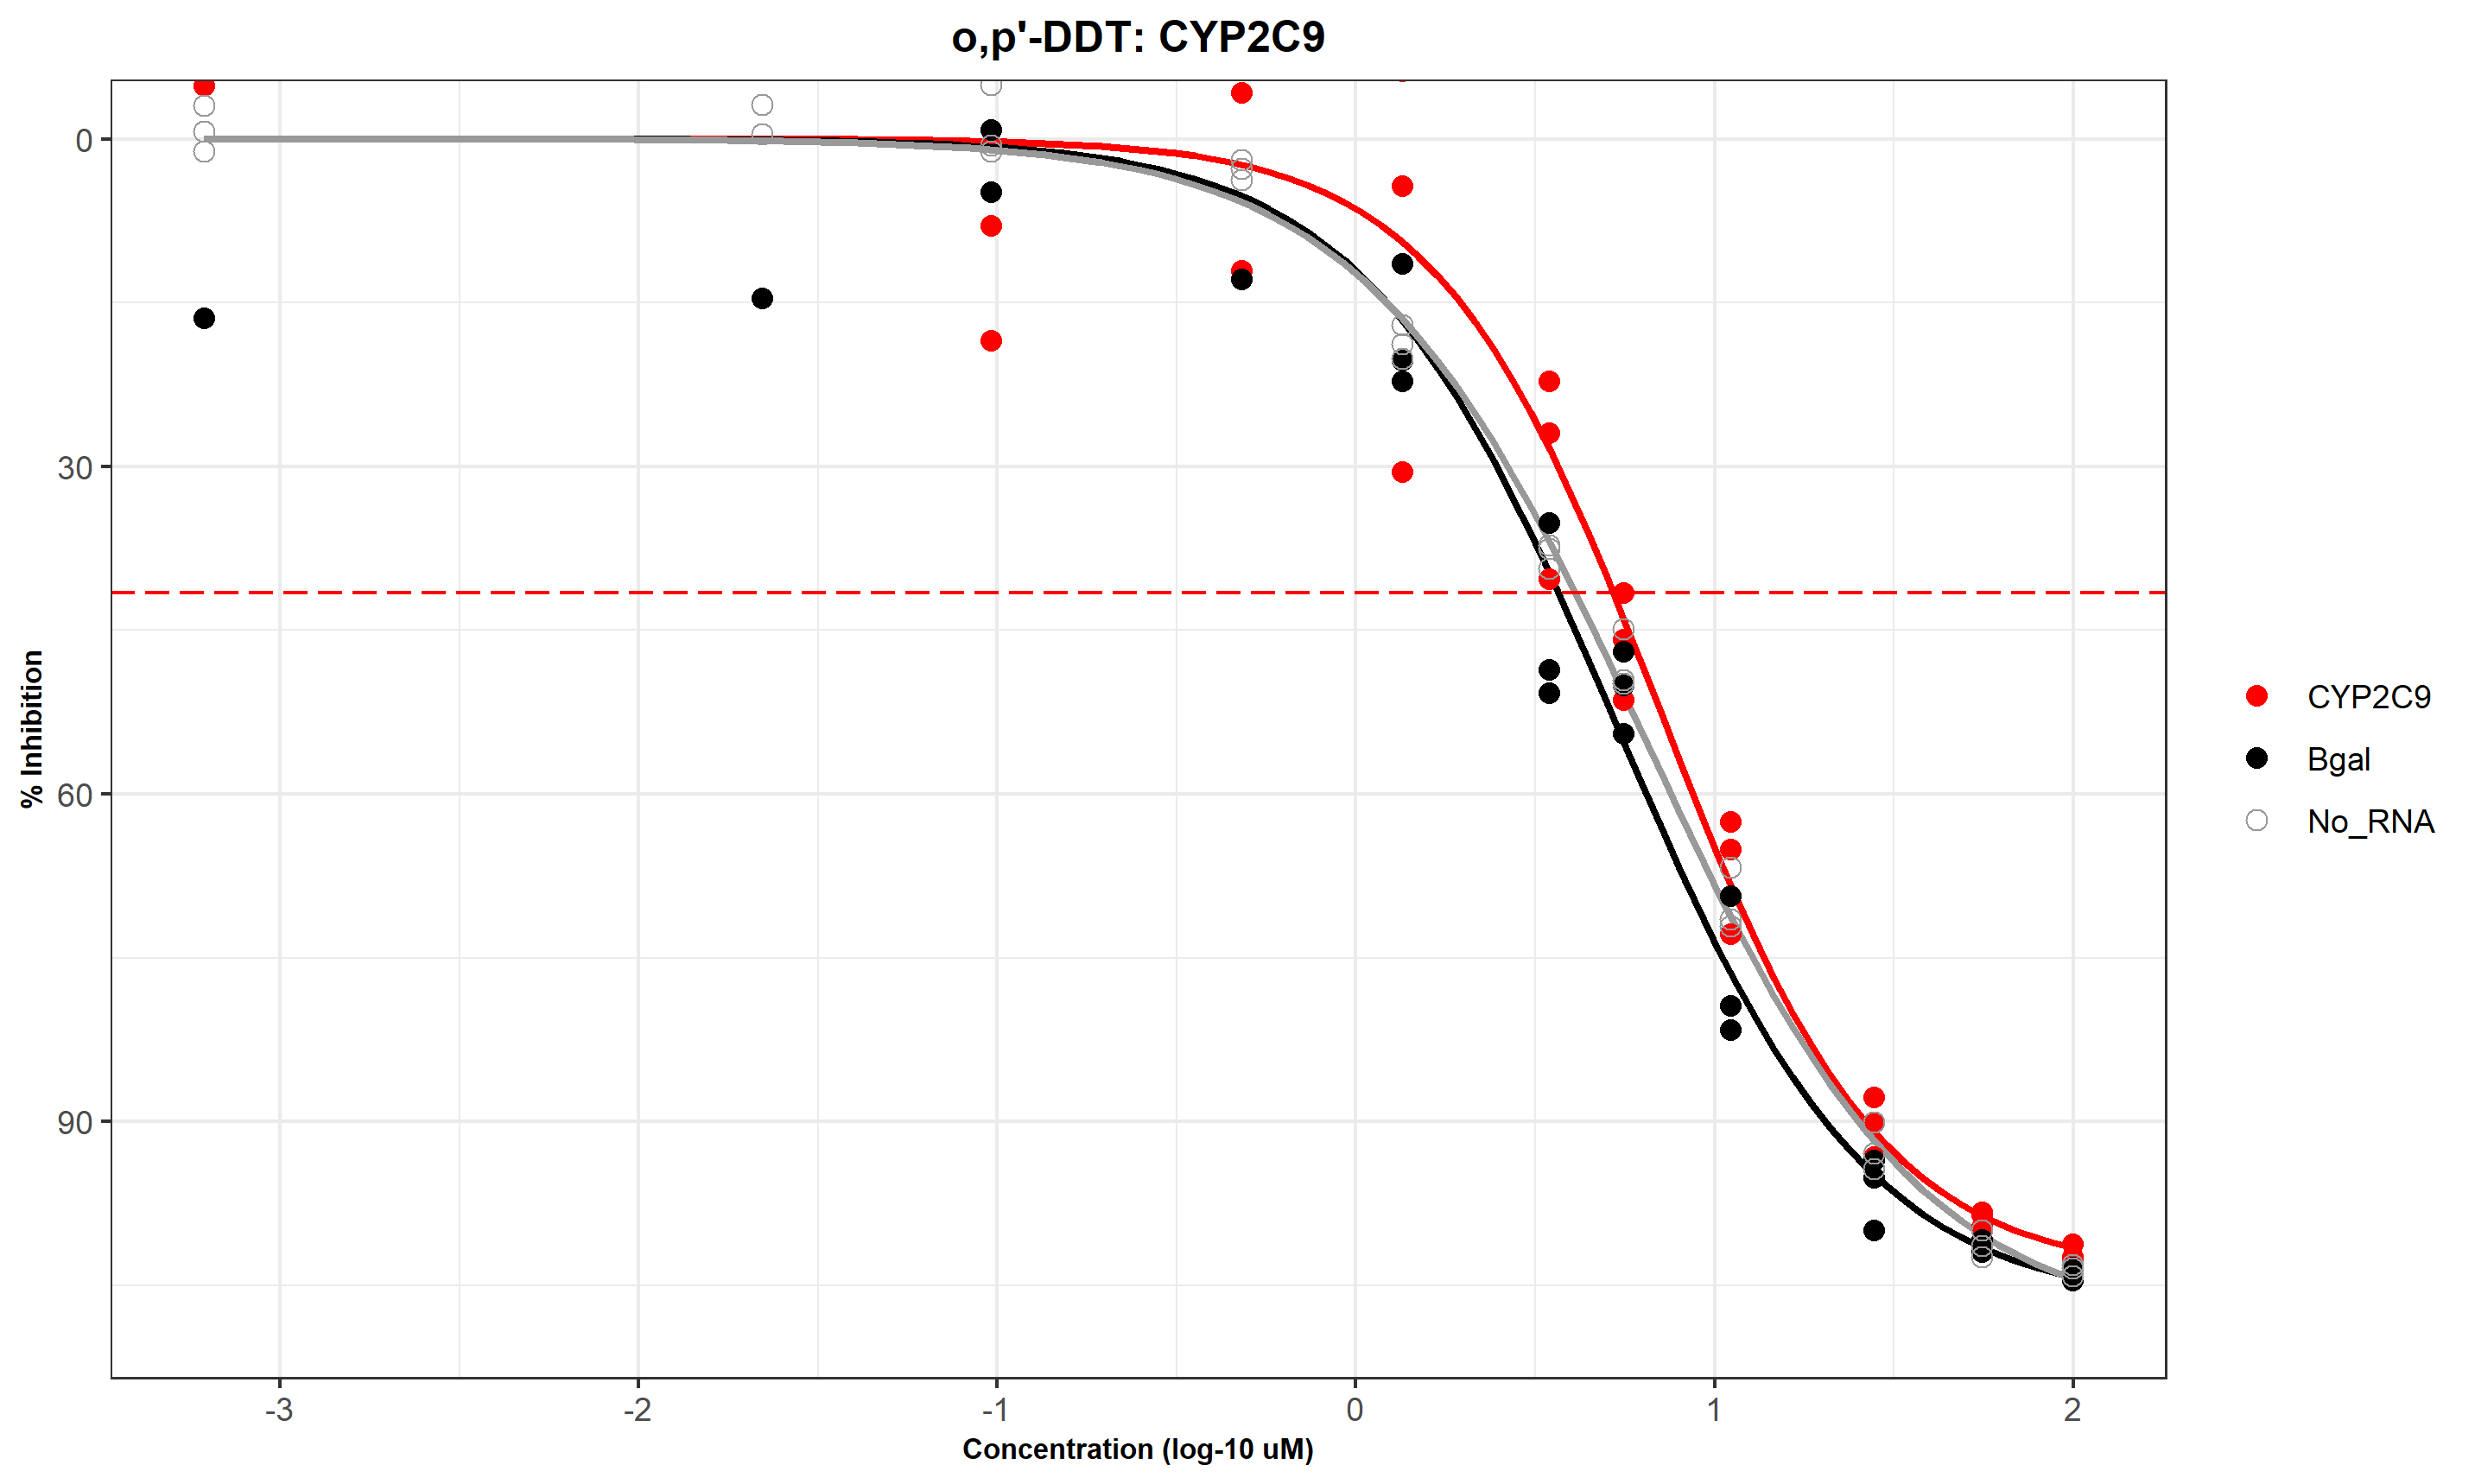 o,p'-DDT: CYP2C9
% Inhibition
0
30
60
90
-3
-2
-1
0
1
2
Concentration (log-10 uM)
CYP2C9
Bgal
No_RNA